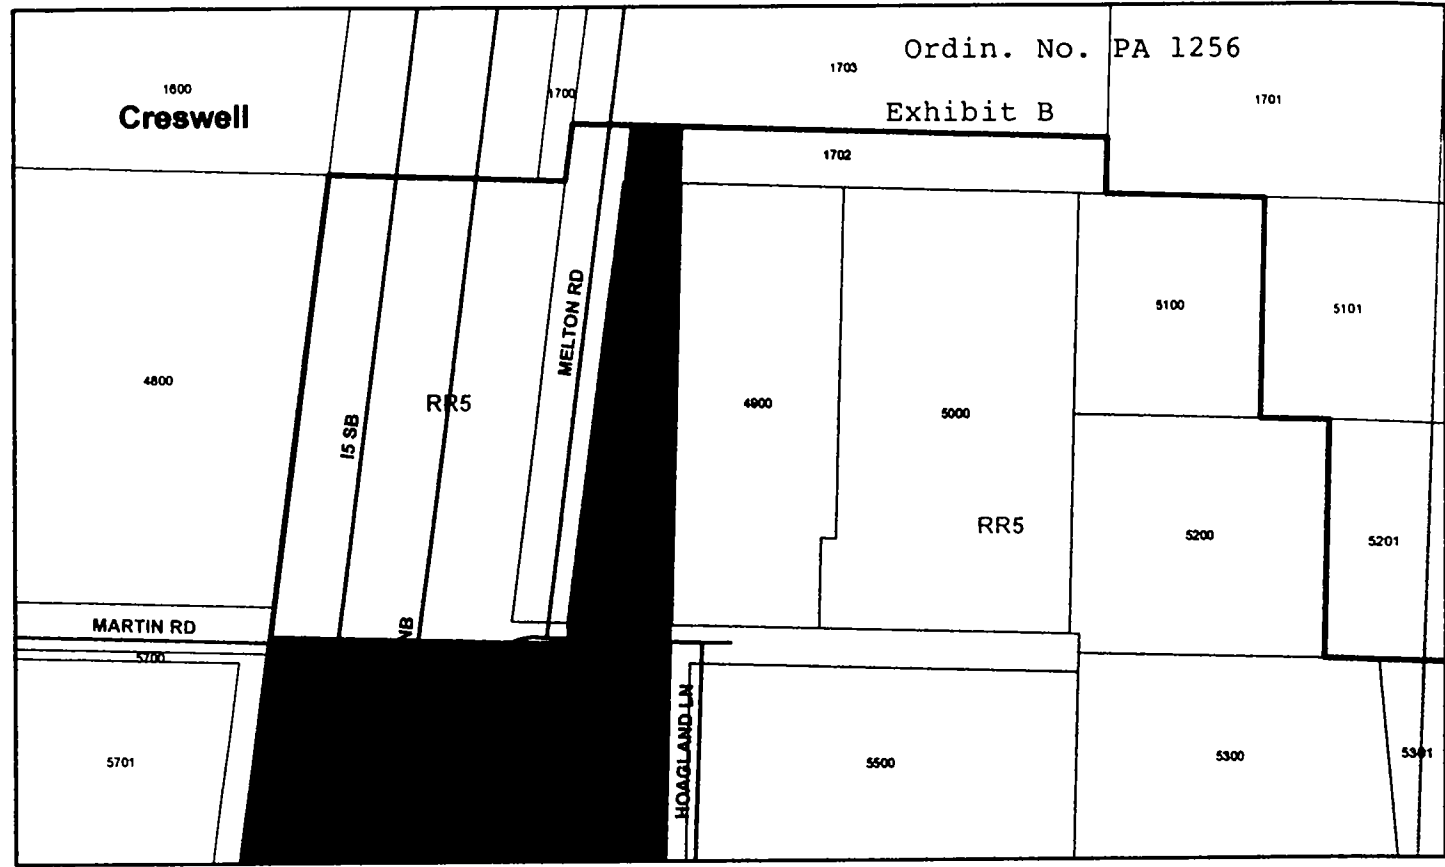 Ordin. No. PA 1256
Exhibit B
1600
Creswell
1700
1703
1701
1702
4800
I5 SB
RR5
NB
MELTON RD
4900
5000
5100
5101
RR5
5200
5201
MARTIN RD
5700
5701
HOAGLAND LN
5500
5300
5301